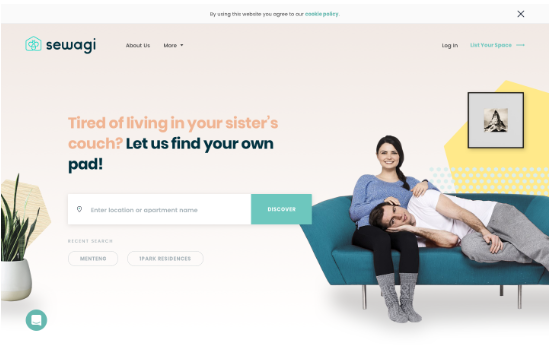 By using this website you agree to our cookie policy.
sewagi
About Us
More
Log In
List Your Space
Tired of living in your sister's
couch? Let us find your own
pad!
Enter location or apartment name
DISCOVER
RECENT SEARCH
MENTENG
1PARK RESIDENCES